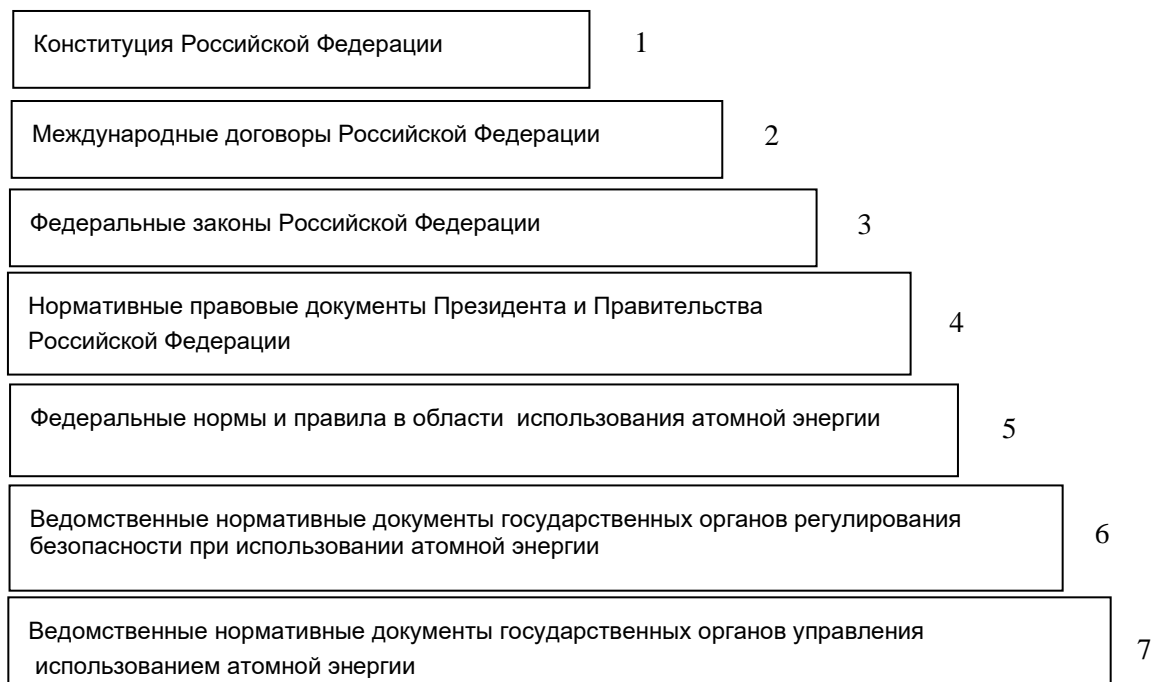 Конституция Российской Федерации 1
Международные договоры Российской Федерации 2
Федеральные законы Российской Федерации 3
Нормативные правовые документы Президента и Правительства
Российской Федерации
4
Федеральные нормы и правила в области использования атомной энергии 5
Ведомственные нормативные документы государственных органов регулирования
безопасности при использовании атомной энергии
6
Ведомственные нормативные документы государственных органов управления
использованием атомной энергии
7